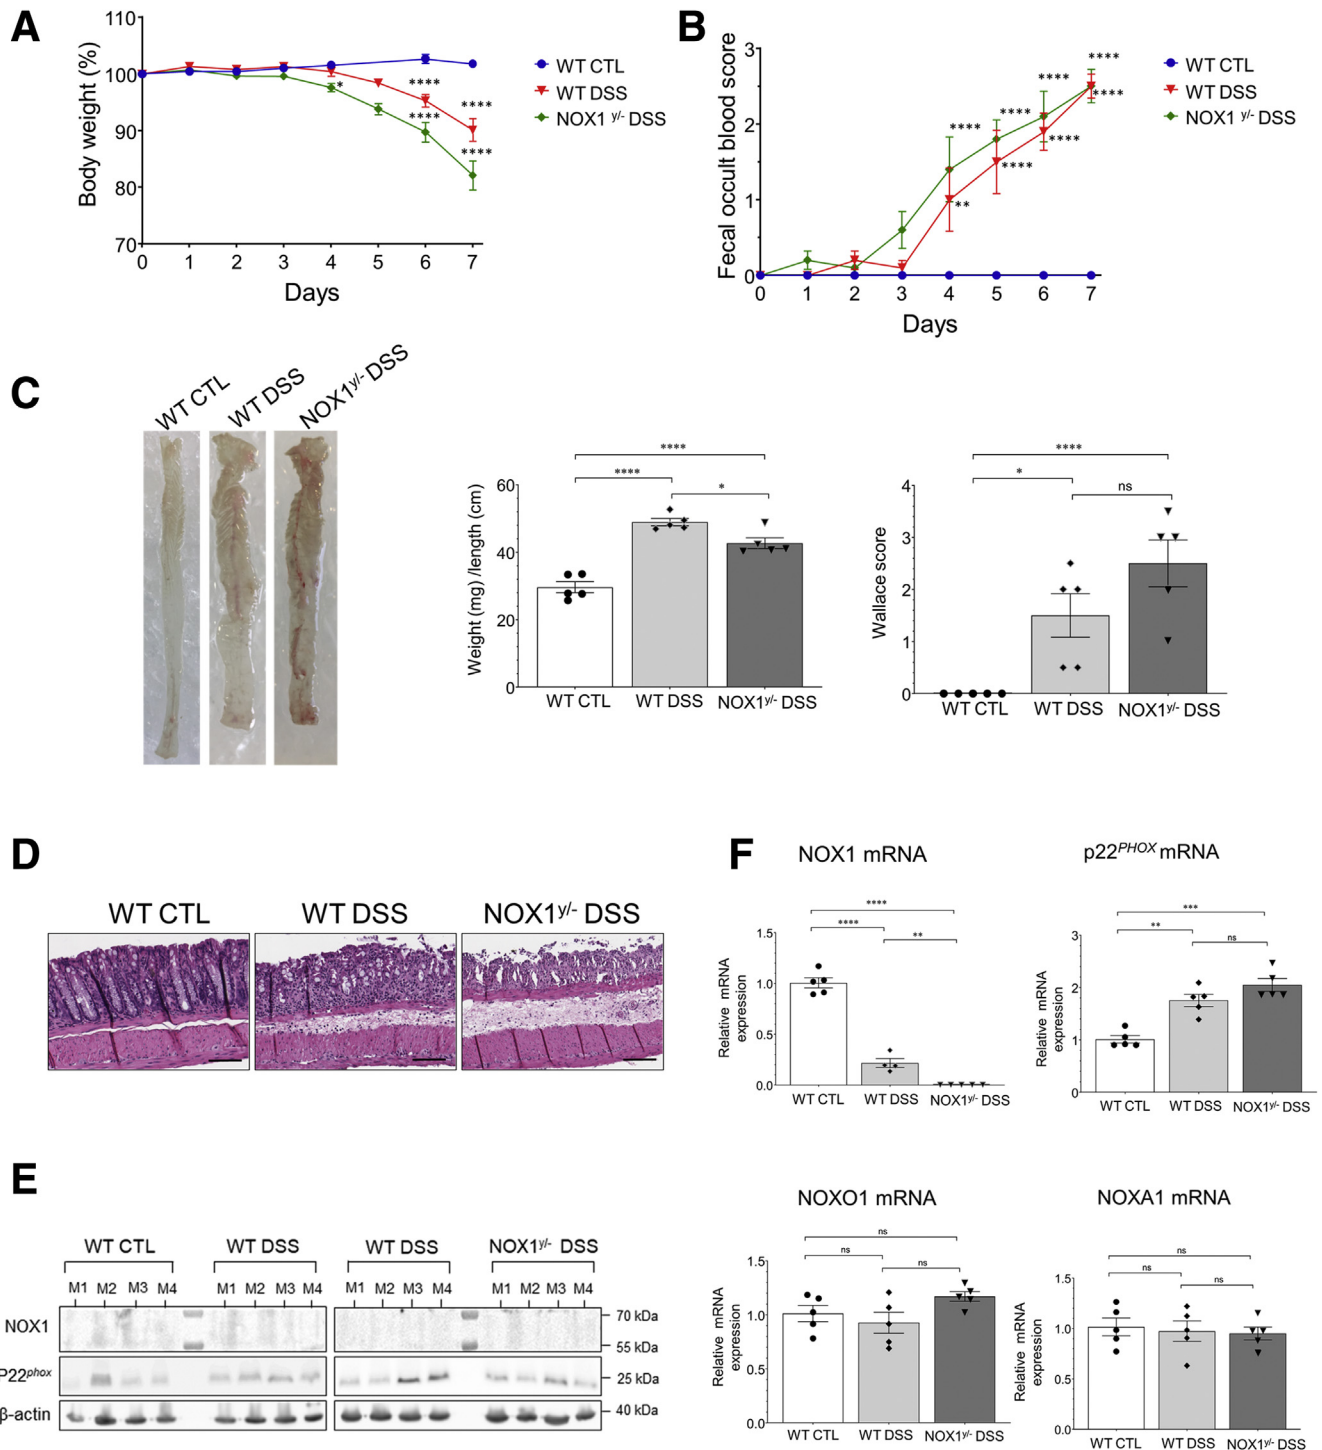 A
110
100
90
80
70
Body weight (%)
0 1 2 3 4 5 6 7
Days
* **** **** **** ****
WT CTL
WT DSS
NOX1 y/- DSS
B
3
2
1
0
Fecal occult blood score
0 1 2 3 4 5 6 7
Days
**** ** **** **** **** **** **** ****
WT CTL
WT DSS
NOX1 y/- DSS
C
WT CTL
WT DSS
NOX1y/- DSS
****
**** *
60
40
20
0
Weight (mg) /length (cm)
WT CTL WT DSS NOX1y/- DSS
****
* ns
4
3
2
1
0
Wallace score
WT CTL WT DSS NOX1y/- DSS
D
WT CTL WT DSS NOX1y/- DSS
E
WT CTL WT DSS WT DSS NOX1y/- DSS
M1 M2 M3 M4 M1 M2 M3 M4 M1 M2 M3 M4 M1 M2 M3 M4
NOX1
70 kDa
55 kDa
P22phox
25 kDa
β-actin
40 kDa
F
NOX1 mRNA
****
**** **
1.5
1.0
0.5
0.0
Relative mRNA
expression
WT CTL WT DSS NOX1y/- DSS
p22PHOX mRNA
***
** ns
3
2
1
0
Relative mRNA
expression
WT CTL WT DSS NOX1y/- DSS
NOXO1 mRNA
ns
ns ns
1.5
1.0
0.5
0.0
Relative mRNA
expression
WT CTL WT DSS NOX1y/- DSS
NOXA1 mRNA
ns
ns ns
1.5
1.0
0.5
0.0
Relative mRNA
expression
WT CTL WT DSS NOX1y/- DSS